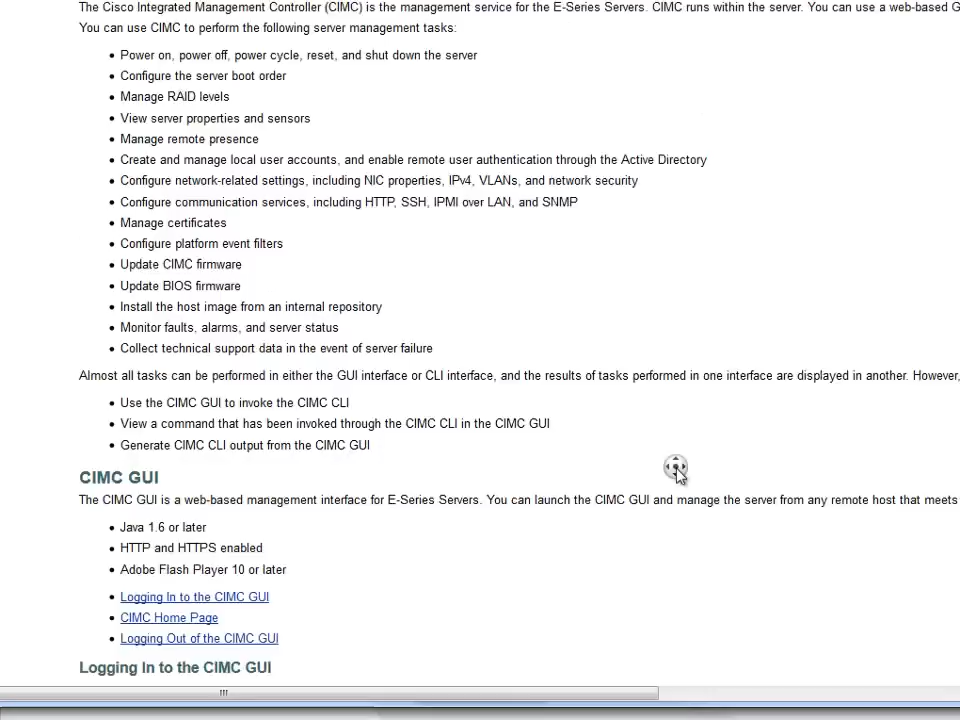 The Cisco Integrated Management Controller (CIMC) is the management service for the E-Series Servers. CIMC runs within the server. You can use a web-based
You can use CIMC to perform the following server management tasks:
• Power on, power off, power cycle, reset, and shut down the server
• Configure the server boot order
• Manage RAID levels
• View server properties and sensors
• Manage remote presence
• Create and manage local user accounts, and enable remote user authentication through the Active Directory
• Configure network-related settings, including NIC properties, IPv4, VLANs, and network security
• Configure communication services, including HTTP, SSH, IPMI over LAN, and SNMP
• Manage certificates
• Configure platform event filters
• Update CIMC firmware
• Update BIOS firmware
• Install the host image from an internal repository
• Monitor faults, alarms, and server status
• Collect technical support data in the event of server failure
Almost all tasks can be performed in either the GUI interface or CLI interface, and the results of tasks performed in one interface are displayed in another. However,
• Use the CIMC GUI to invoke the CIMC CLI
• View a command that has been invoked through the CIMC CLI in the CIMC GUI
• Generate CIMC CLI output from the CIMC GUI
CIMC GUI
The CIMC GUI is a web-based management interface for E-Series Servers. You can launch the CIMC GUI and manage the server from any remote host that meets
• Java 1.6 or later
• HTTP and HTTPS enabled
• Adobe Flash Player 10 or later
• Logging In to the CIMC GUI
• CIMC Home Page
• Logging Out of the CIMC GUI
Logging In to the CIMC GUI